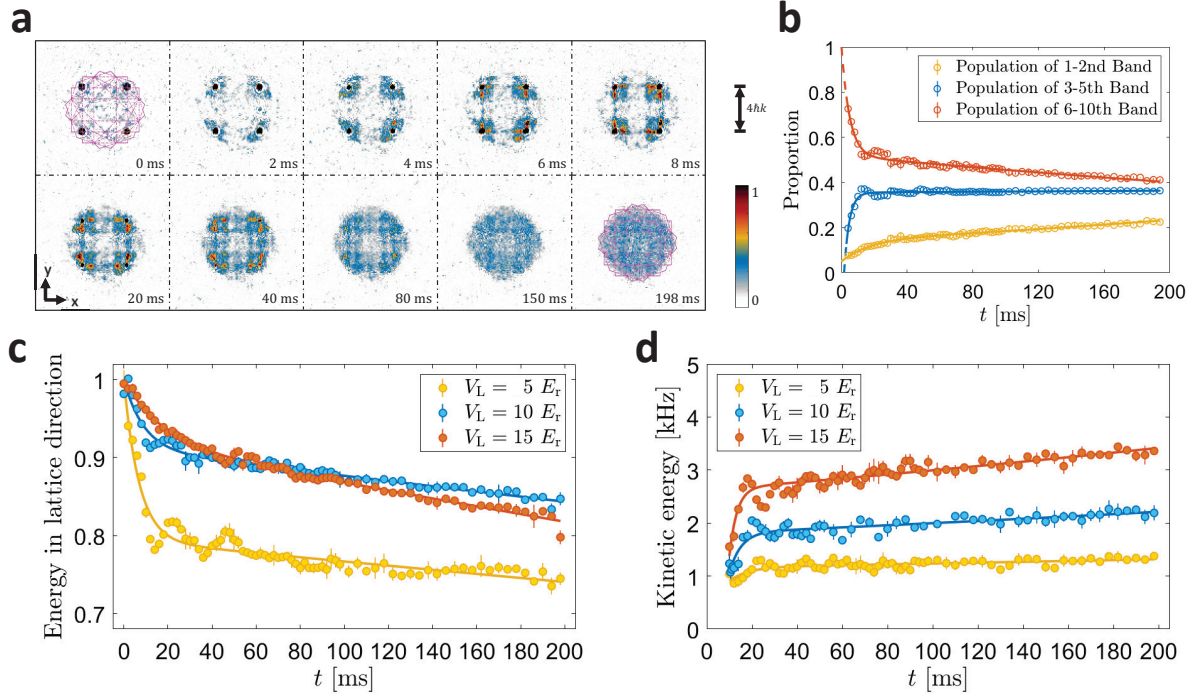 a
0 ms
2 ms
4 ms
6 ms
8 ms
20 ms
40 ms
80 ms
150 ms
198 ms
y
x
4ħk
1
0
b
Population of 1-2nd Band
Population of 3-5th Band
Population of 6-10th Band
Proportion
1
0.8
0.6
0.4
0.2
0
0 40 80 120 160 200
t [ms]
c
Energy in lattice direction
1
0.9
0.8
0.7
V_L = 5 E_r
V_L = 10 E_r
V_L = 15 E_r
0 20 40 60 80 100 120 140 160 180 200
t [ms]
d
Kinetic energy [kHz]
5
4
3
2
1
0
V_L = 5 E_r
V_L = 10 E_r
V_L = 15 E_r
0 20 40 60 80 100 120 140 160 180 200
t [ms]